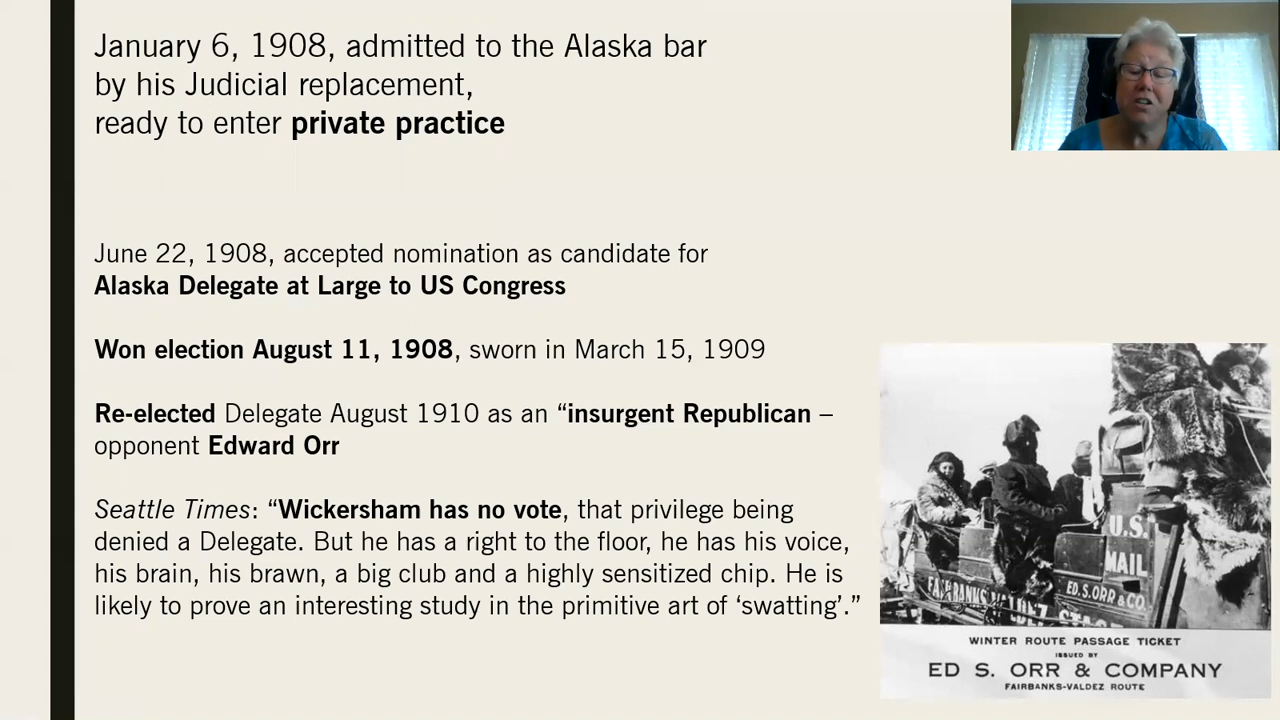 January 6, 1908, admitted to the Alaska bar
by his Judicial replacement,
ready to enter private practice
June 22, 1908, accepted nomination as candidate for
Alaska Delegate at Large to US Congress
Won election August 11, 1908, sworn in March 15, 1909
Re-elected Delegate August 1910 as an “insurgent Republican –
opponent Edward Orr
Seattle Times: “Wickersham has no vote, that privilege being
denied a Delegate. But he has a right to the floor, he has his voice,
his brain, his brawn, a big club and a highly sensitized chip. He is
likely to prove an interesting study in the primitive art of ‘swatting’.”
U.S.
MAIL
ED. S. ORR & CO.
FAIRBANKS VALDEZ STAGE
WINTER ROUTE PASSAGE TICKET
ISSUED BY
ED S. ORR & COMPANY
FAIRBANKS-VALDEZ ROUTE